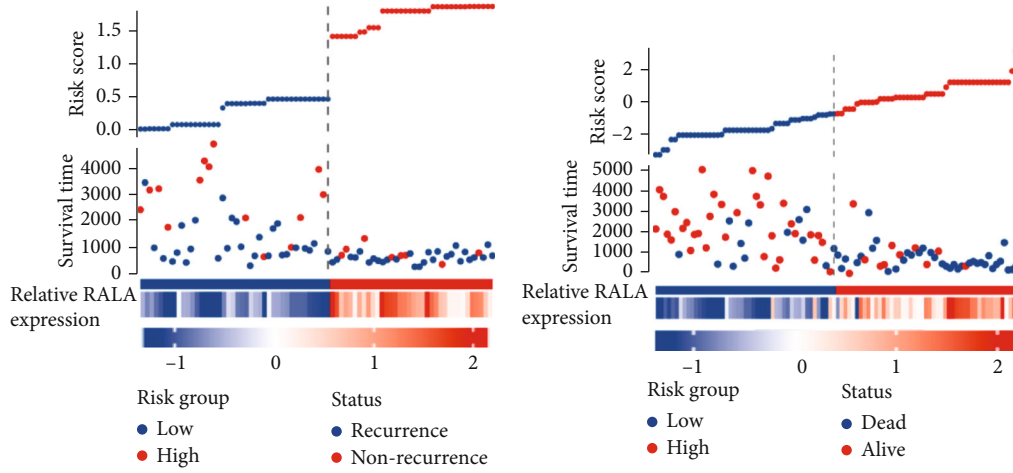 Risk score
1.5
1.0
0.5
0.0
Survival time
4000
3000
2000
1000
0
Relative RALA
expression
–1
0
1
2
Risk group
Low
High
Status
Recurrence
Non-recurrence
Risk score
2
0
–2
Survival time
5000
4000
3000
2000
1000
0
Relative RALA
expression
–1
0
1
2
Risk group
Low
High
Status
Dead
Alive